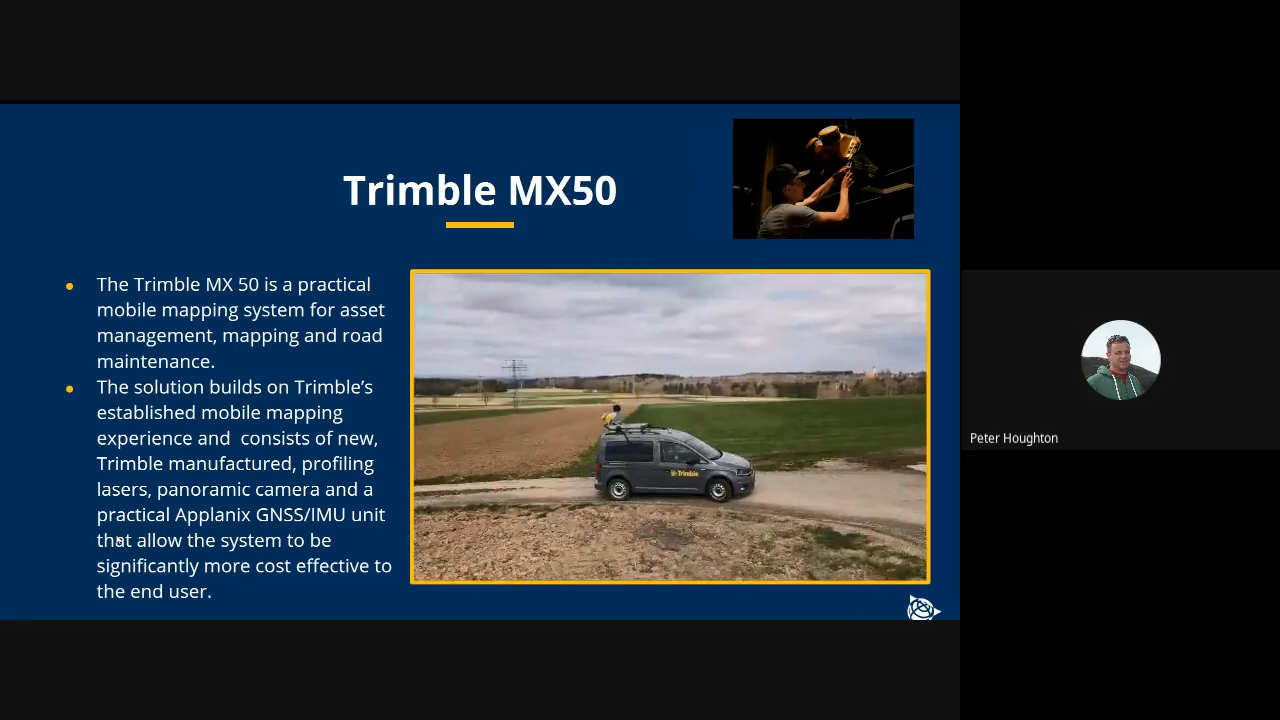 Trimble MX50
The Trimble MX 50 is a practical
mobile mapping system for asset
management, mapping and road
maintenance.
The solution builds on Trimble’s
established mobile mapping
experience and  consists of new,
Trimble manufactured, profiling
lasers, panoramic camera and a
practical Applanix GNSS/IMU unit
that allow the system to be
significantly more cost effective to
the end user.
Trimble
Peter Houghton